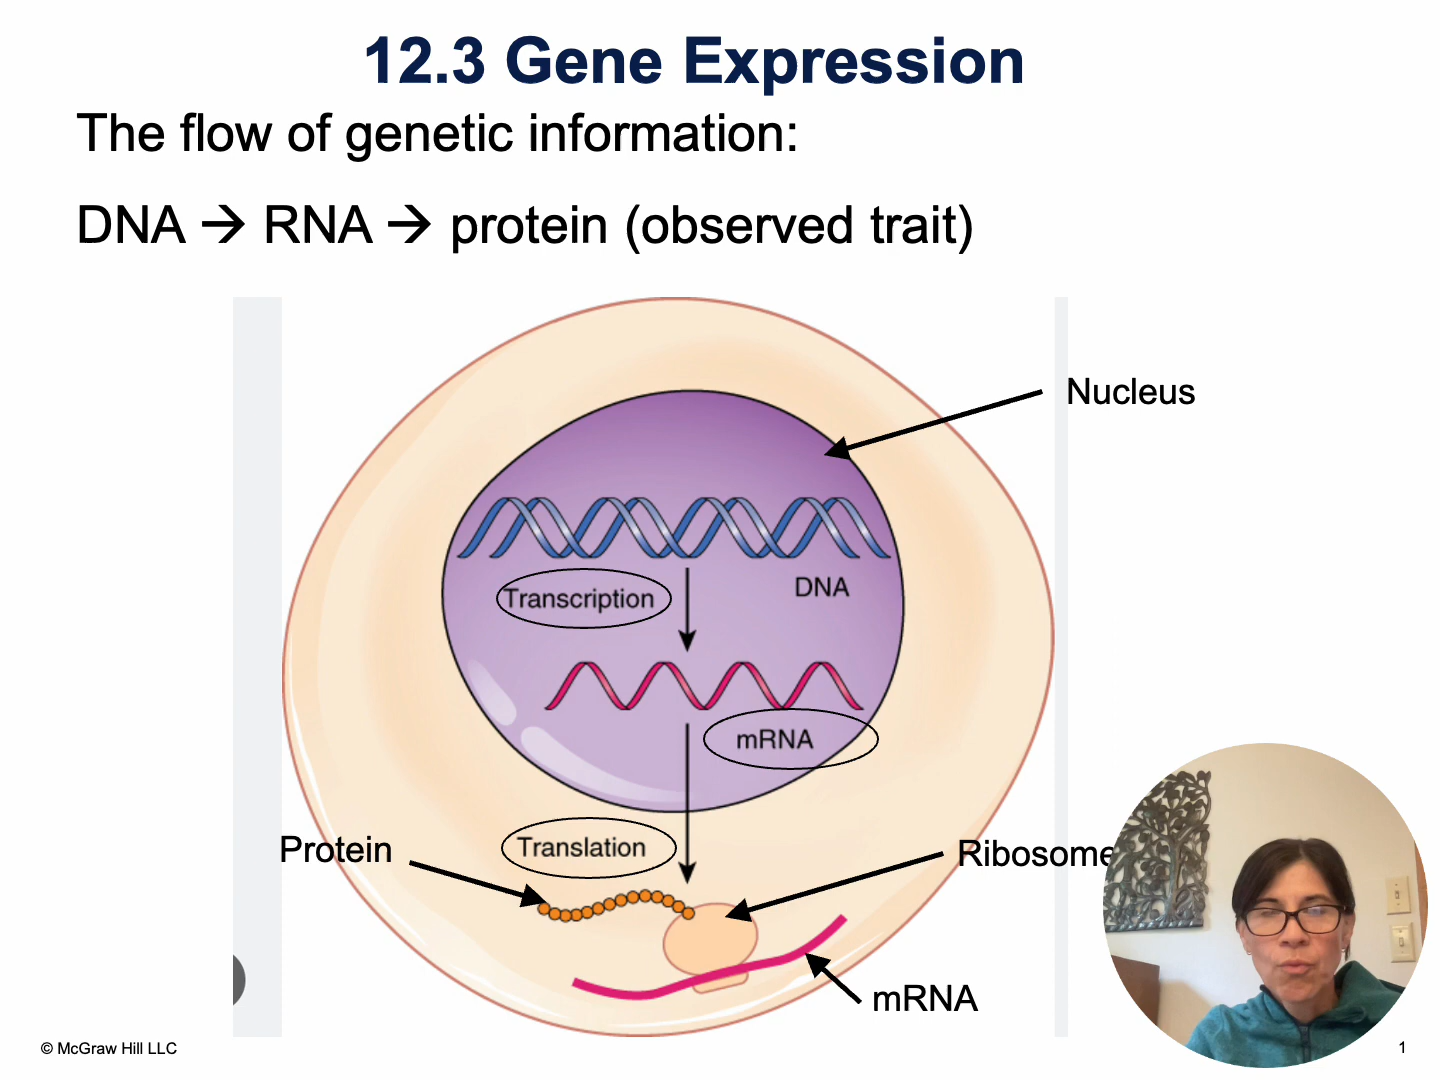 12.3 Gene Expression
The flow of genetic information:
DNA → RNA → protein (observed trait)
Nucleus
DNA
Transcription
mRNA
Protein
Translation
Ribosome
mRNA
© McGraw Hill LLC
1